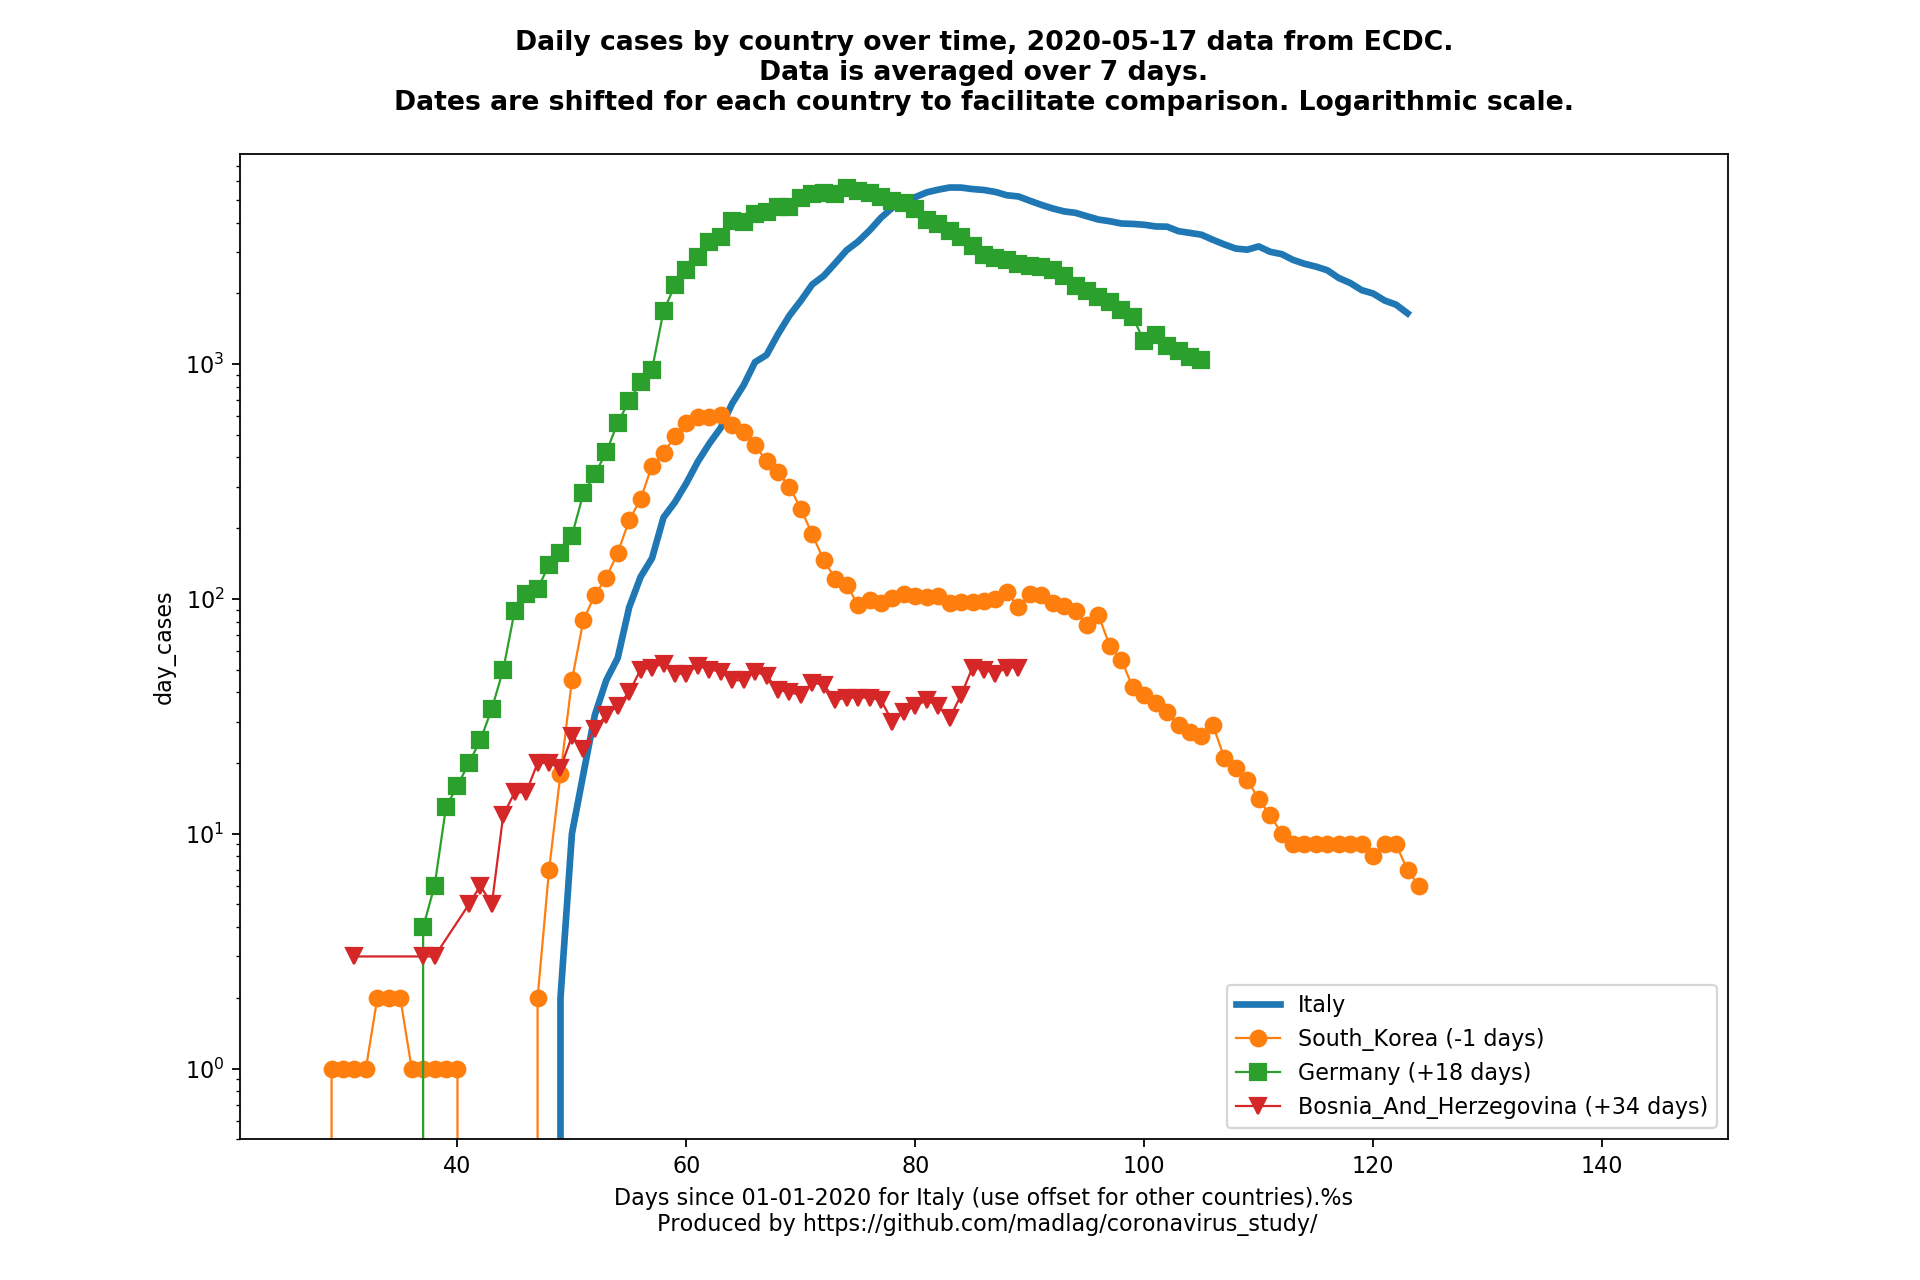 Daily cases by country over time, 2020-05-17 data from ECDC.
Data is averaged over 7 days.
Dates are shifted for each country to facilitate comparison. Logarithmic scale.
10³
10²
10¹
10⁰
day_cases
40 60 80 100 120 140
Italy
South_Korea (-1 days)
Germany (+18 days)
Bosnia_And_Herzegovina (+34 days)
Days since 01-01-2020 for Italy (use offset for other countries).%s
Produced by https://github.com/madlag/coronavirus_study/